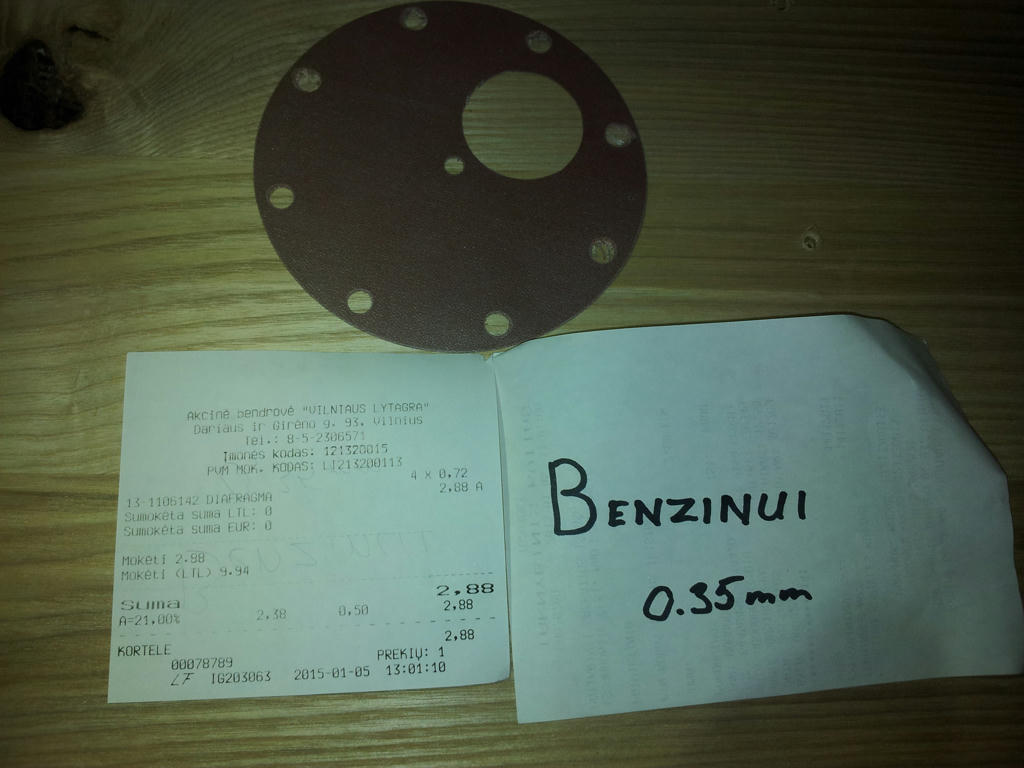 Akcinė bendrovė "VILNIAUS LYTAGRA"
Dariaus ir Girėno g. 93, Vilnius
Tel.: 8-5-2306571
Įmonės kodas: 121320015
PVM MOK. KODAS: LT213200113
4 x 0,72
2,88 A
13-1106142 DIAFRAGMA
Sumokėta suma LTL: 0
Sumokėta suma EUR: 0
Mokėti 2.88
Mokėti (LTL) 9.94
Suma 2,88
A=21,00% 2,38 0,50 2,88
KORTELE 2,88
PREKIŲ: 1
00078789
LF IG203063 2015-01-05 13:01:10
BENZINUI
0.35mm